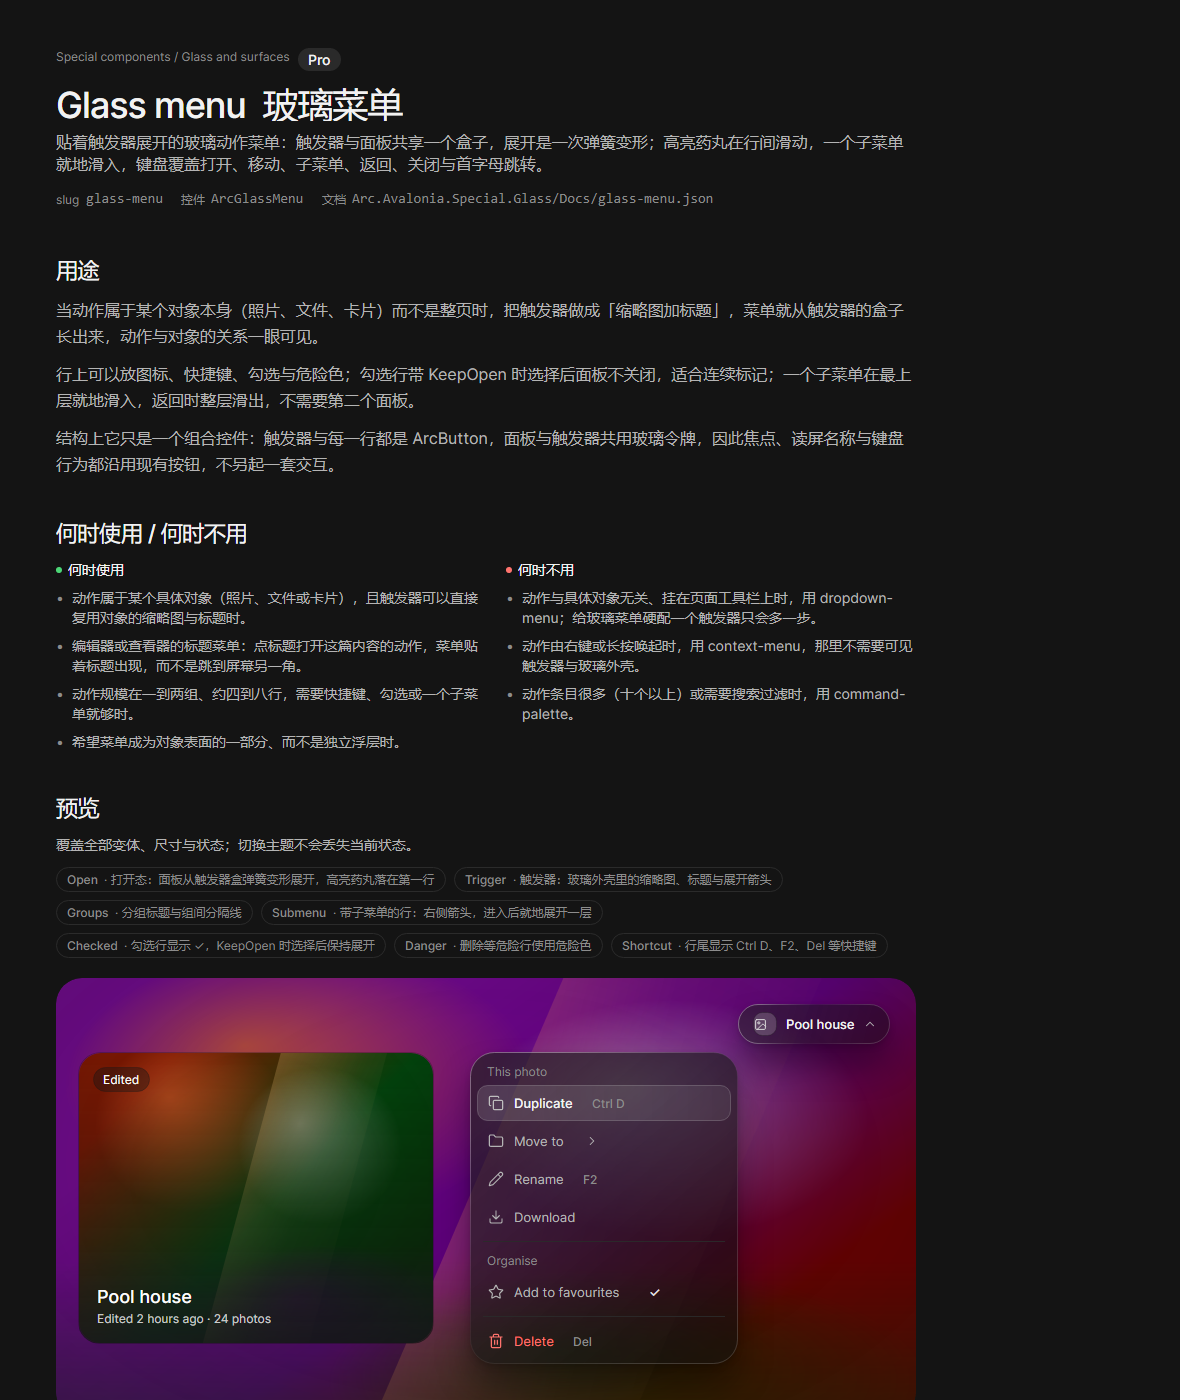 Special components / Glass and surfaces Pro
Glass menu 玻璃菜单
贴着触发器展开的玻璃动作菜单：触发器与面板共享一个盒子，展开是一次弹簧变形；高亮药丸在行间滑动，一个子菜单
就地滑入，键盘覆盖打开、移动、子菜单、返回、关闭与首字母跳转。
slug glass-menu 控件 ArcGlassMenu 文档 Arc.Avalonia.Special.Glass/Docs/glass-menu.json
用途
当动作属于某个对象本身（照片、文件、卡片）而不是整页时，把触发器做成「缩略图加标题」，菜单就从触发器的盒子
长出来，动作与对象的关系一眼可见。
行上可以放图标、快捷键、勾选与危险色；勾选行带 KeepOpen 时选择后面板不关闭，适合连续标记；一个子菜单在最上
层就地滑入，返回时整层滑出，不需要第二个面板。
结构上它只是一个组合控件：触发器与每一行都是 ArcButton，面板与触发器共用玻璃令牌，因此焦点、读屏名称与键盘
行为都沿用现有按钮，不另起一套交互。
何时使用 / 何时不用
何时使用
• 动作属于某个具体对象（照片、文件或卡片），且触发器可以直接
复用对象的缩略图与标题时。
• 编辑器或查看器的标题菜单：点标题打开这篇内容的动作，菜单贴
着标题出现，而不是跳到屏幕另一角。
• 动作规模在一到两组、约四到八行，需要快捷键、勾选或一个子菜
单就够时。
• 希望菜单成为对象表面的一部分、而不是独立浮层时。
何时不用
• 动作与具体对象无关、挂在页面工具栏上时，用 dropdown-
menu；给玻璃菜单硬配一个触发器只会多一步。
• 动作由右键或长按唤起时，用 context-menu，那里不需要可见
触发器与玻璃外壳。
• 动作条目很多（十个以上）或需要搜索过滤时，用 command-
palette。
预览
覆盖全部变体、尺寸与状态；切换主题不会丢失当前状态。
Open · 打开态：面板从触发器盒弹簧变形展开，高亮药丸落在第一行
Trigger · 触发器：玻璃外壳里的缩略图、标题与展开箭头
Groups · 分组标题与组间分隔线
Submenu · 带子菜单的行：右侧箭头，进入后就地展开一层
Checked · 勾选行显示 ✓，KeepOpen 时选择后保持展开
Danger · 删除等危险行使用危险色
Shortcut · 行尾显示 Ctrl D、F2、Del 等快捷键
Pool house
Edited
Pool house
Edited 2 hours ago · 24 photos
This photo
Duplicate Ctrl D
Move to
Rename F2
Download
Organise
Add to favourites ✓
Delete Del